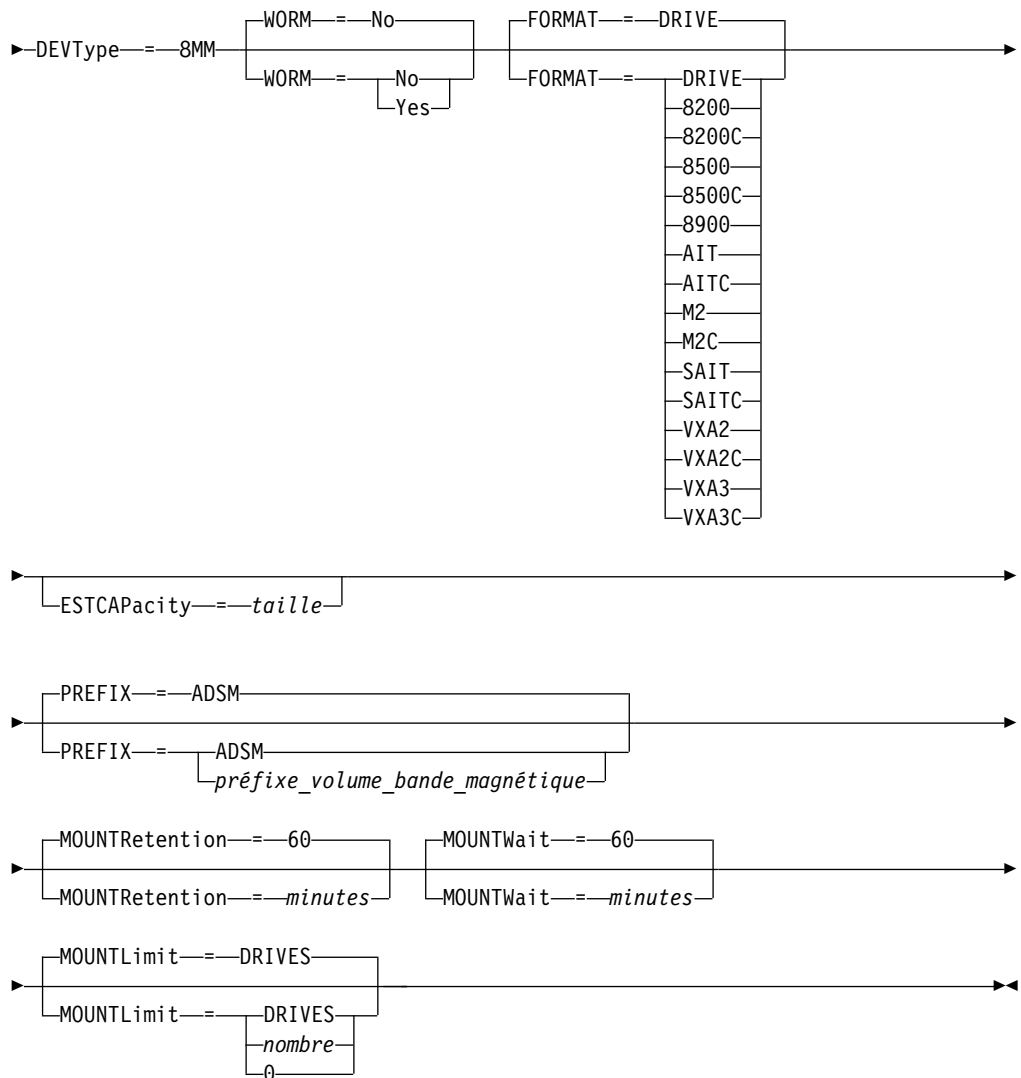 WORM = No FORMAT = DRIVE
DEVType = 8MM
WORM = No FORMAT = DRIVE
Yes 8200
8200C
8500
8500C
8900
AIT
AITC
M2
M2C
SAIT
SAITC
VXA2
VXA2C
VXA3
VXA3C
ESTCAPacity = taille
PREFIX = ADSM
PREFIX = ADSM
préfixe_volume_bande_magnétique
MOUNTRetention = 60 MOUNTWait = 60
MOUNTRetention = minutes MOUNTWait = minutes
MOUNTLimit = DRIVES
MOUNTLimit = DRIVES
nombre
0